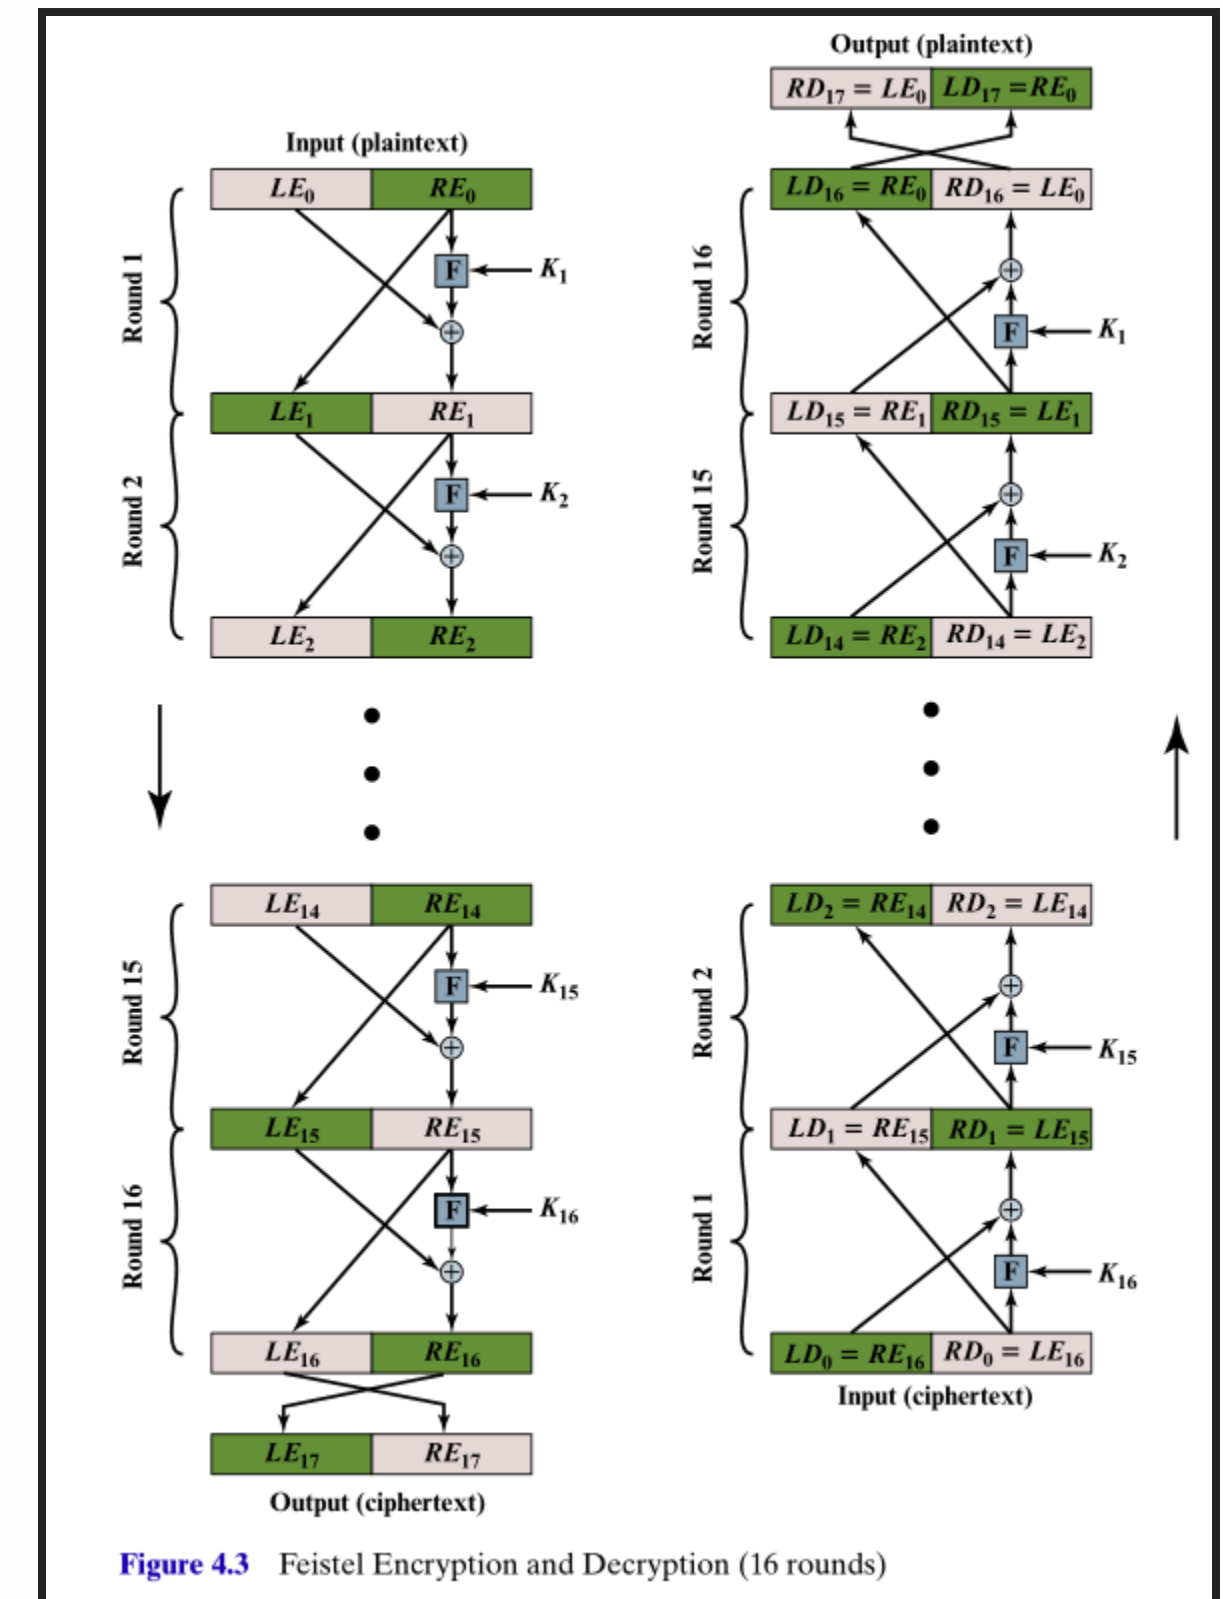 Input (plaintext)
LE₀ RE₀
Round 1
F K₁
LE₁ RE₁
Round 2
F K₂
LE₂ RE₂
LE₁₄ RE₁₄
Round 15
F K₁₅
LE₁₅ RE₁₅
Round 16
F K₁₆
LE₁₆ RE₁₆
LE₁₇ RE₁₇
Output (ciphertext)
Output (plaintext)
RD₁₇ = LE₀ LD₁₇ =RE₀
LD₁₆ = RE₀ RD₁₆ = LE₀
Round 16
F K₁
LD₁₅ = RE₁ RD₁₅ = LE₁
Round 15
F K₂
LD₁₄ = RE₂ RD₁₄ = LE₂
LD₂ = RE₁₄ RD₂ = LE₁₄
Round 2
F K₁₅
LD₁ = RE₁₅ RD₁ = LE₁₅
Round 1
F K₁₆
LD₀ = RE₁₆ RD₀ = LE₁₆
Input (ciphertext)
Figure 4.3 Feistel Encryption and Decryption (16 rounds)